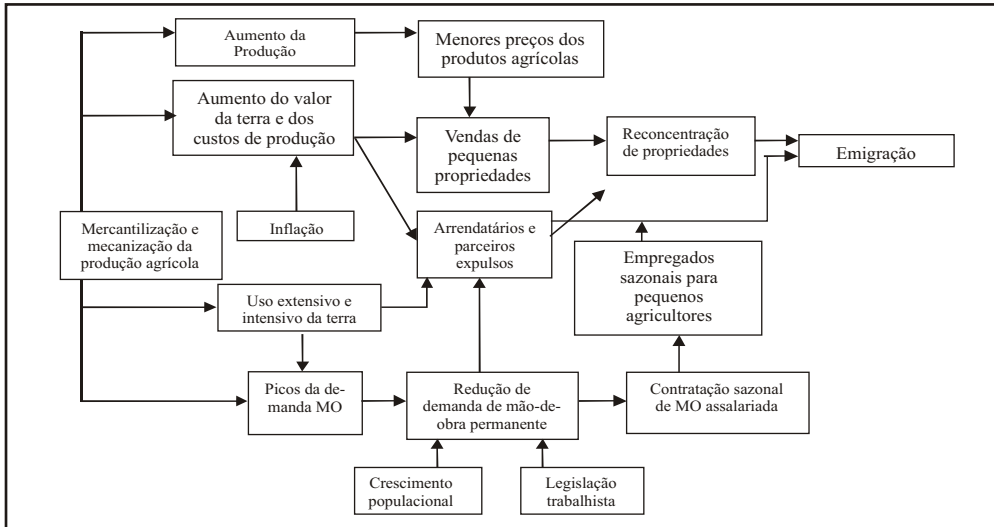 Aumento da
Produção
Menores preços dos
produtos agrícolas
Aumento do valor
da terra e dos
custos de produção
Vendas de
pequenas
propriedades
Reconcentração
de propriedades
Emigração
Mercantilização e
mecanização da
produção agrícola
Inflação
Arrendatários e
parceiros
expulsos
Empregados
sazonais para
pequenos
agricultores
Uso extensivo e
intensivo da terra
Picos da de-
manda MO
Redução de
demanda de mão-de-
obra permanente
Contratação sazonal
de MO assalariada
Crescimento
populacional
Legislação
trabalhista